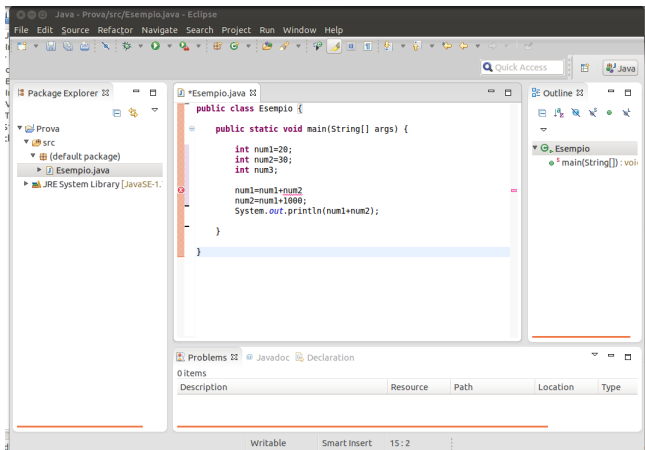 Java - Prova/src/Esempio.java - Eclipse
File Edit Source Refactor Navigate Search Project Run Window Help
Quick Access
Java
Package Explorer
Prova
src
(default package)
Esempio.java
JRE System Library [JavaSE-1.
*Esempio.java
public class Esempio {
public static void main(String[] args) {
int num1=20;
int num2=30;
int num3;
num1=num1+num2
num2=num1+1000;
System.out.println(num1+num2);
}
}
Outline
Esempio
main(String[]) : voi
Problems Javadoc Declaration
0 items
Description Resource Path Location Type
Writable Smart Insert 15 : 2